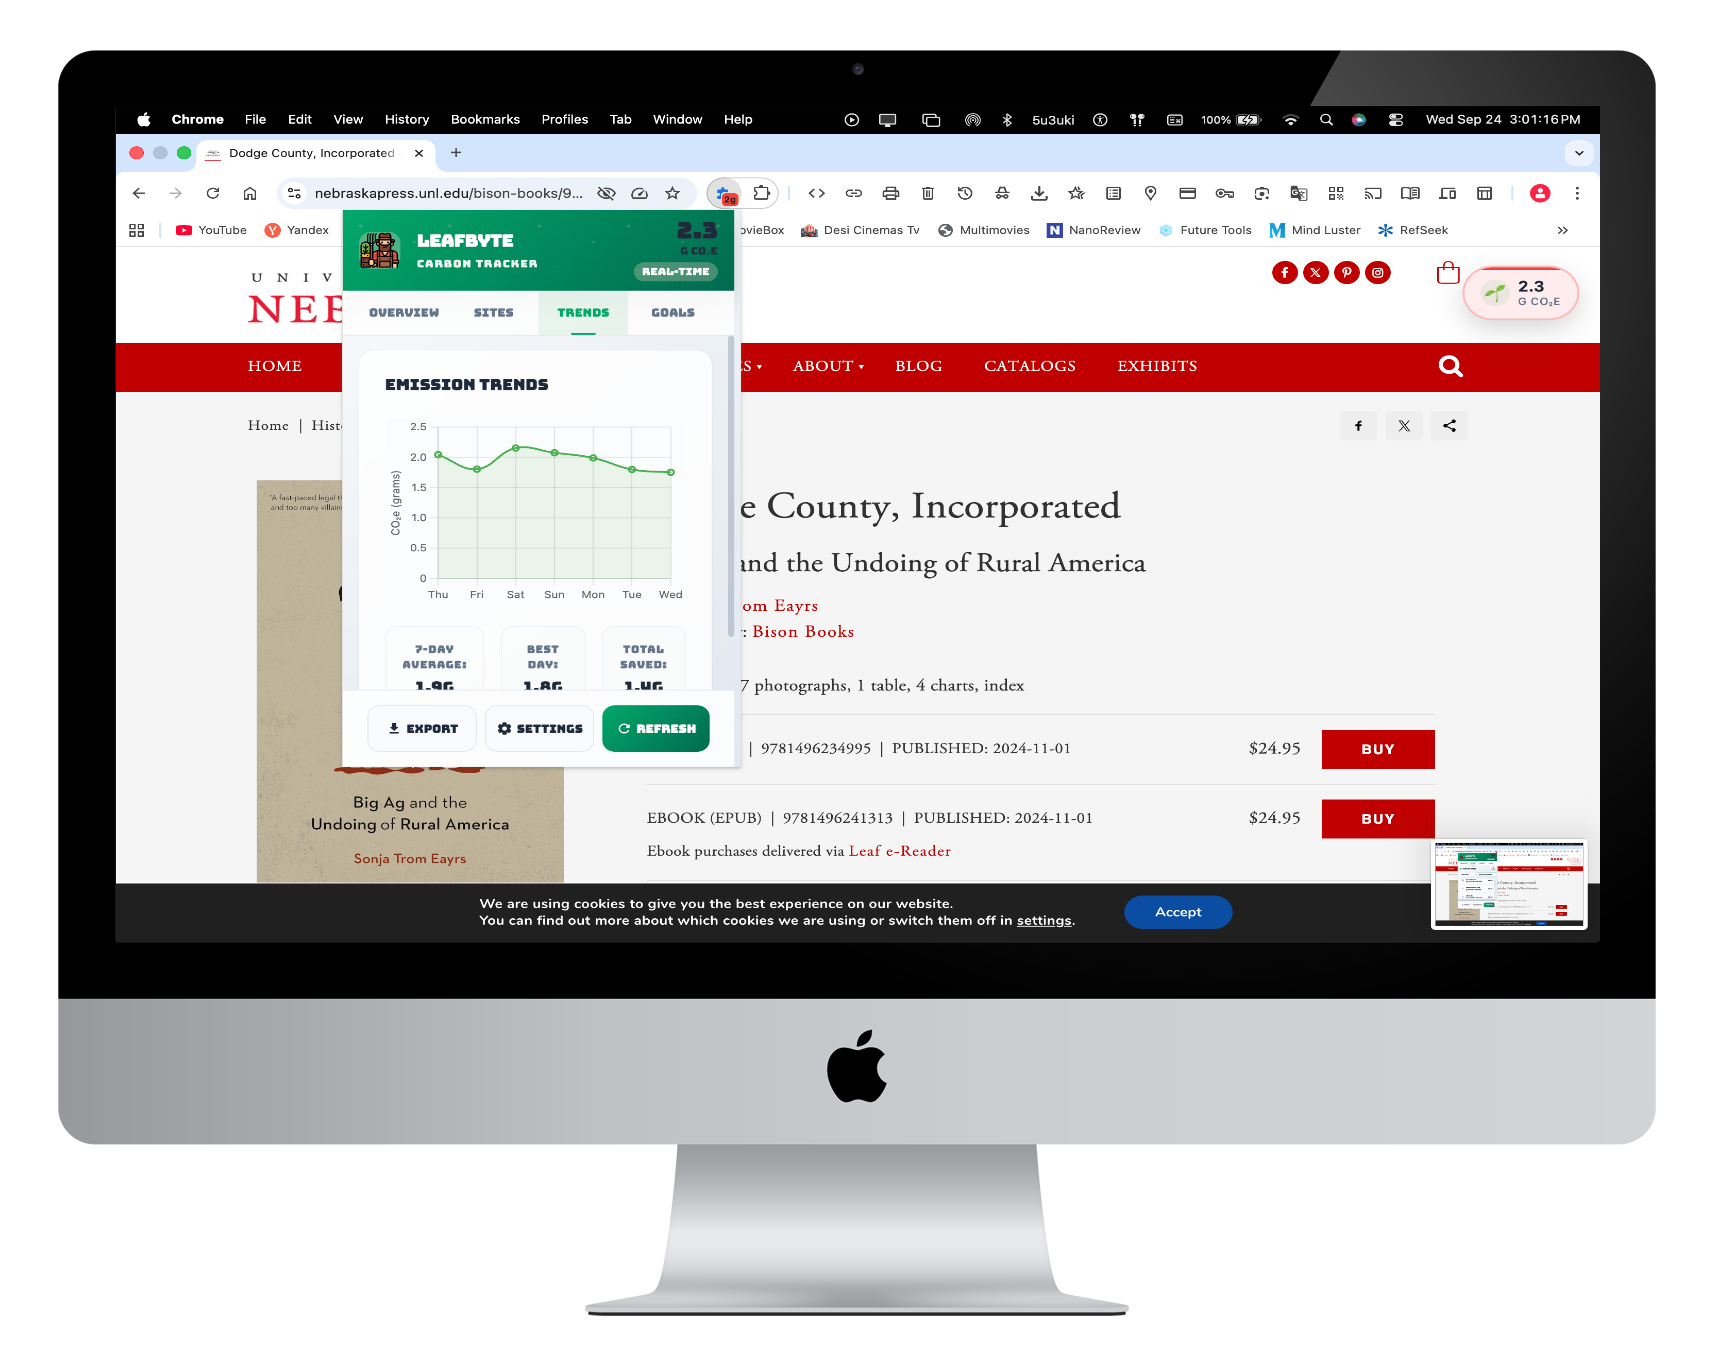 Chrome File Edit View History Bookmarks Profiles Tab Window Help 5u3uki 100% Wed Sep 24 3:01:16 PM
Dodge County, Incorporated
nebraskapress.unl.edu/bison-books/9... 2g
YouTube Yandex ovieBox Desi Cinemas Tv Multimovies NanoReview Future Tools Mind Luster RefSeek
LEAFBYTE
CARBON TRACKER
2.3
G CO₂E
REAL-TIME
OVERVIEW SITES TRENDS GOALS
EMISSION TRENDS
CO₂e (grams)
2.5
2.0
1.5
1.0
0.5
0
Thu Fri Sat Sun Mon Tue Wed
7-DAY AVERAGE:
1.9G
BEST DAY:
1.8G
TOTAL SAVED:
1.4G
EXPORT SETTINGS REFRESH
UNIV
NEB
2.3
G CO₂E
HOME S ABOUT BLOG CATALOGS EXHIBITS
Home | Hist
e County, Incorporated
and the Undoing of Rural America
om Eayrs
: Bison Books
7 photographs, 1 table, 4 charts, index
| 9781496234995 | PUBLISHED: 2024-11-01 $24.95 BUY
EBOOK (EPUB) | 9781496241313 | PUBLISHED: 2024-11-01 $24.95 BUY
Ebook purchases delivered via Leaf e-Reader
"A fast-paced legal th
and too many villains
Big Ag and the
Undoing of Rural America
Sonja Trom Eayrs
We are using cookies to give you the best experience on our website.
You can find out more about which cookies we are using or switch them off in settings.
Accept